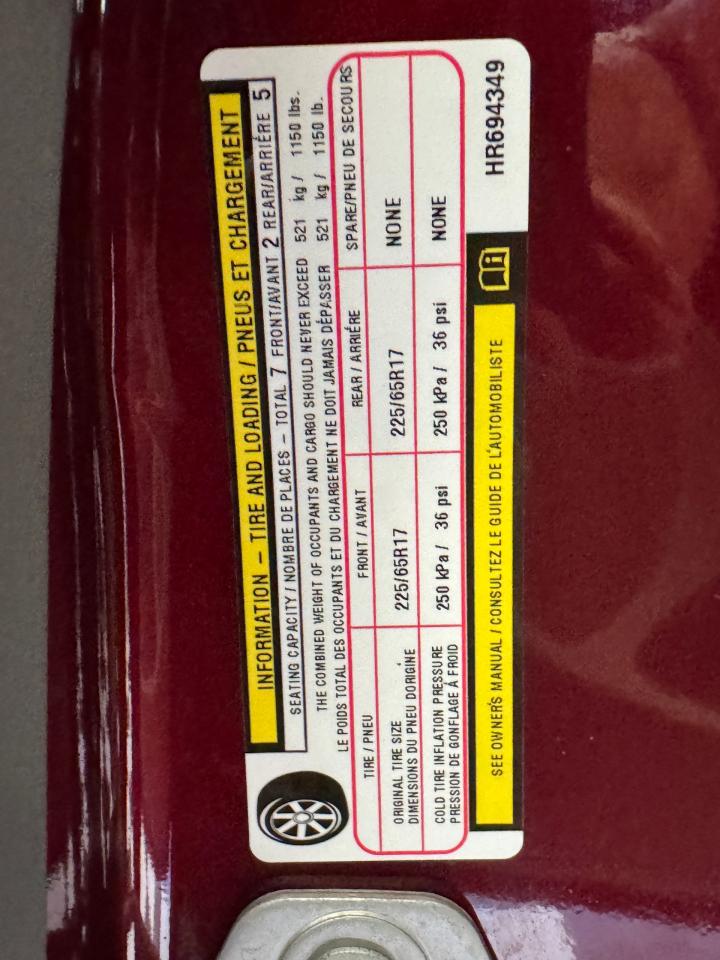 INFORMATION – TIRE AND LOADING / PNEUS ET CHARGEMENT
SEATING CAPACITY / NOMBRE DE PLACES – TOTAL 7 FRONT/AVANT 2 REAR/ARRIÉRE 5
THE COMBINED WEIGHT OF OCCUPANTS AND CARGO SHOULD NEVER EXCEED 521 kg / 1150 lbs.
LE POIDS TOTAL DES OCCUPANTS ET DU CHARGEMENT NE DOIT JAMAIS DÉPASSER 521 kg / 1150 lb.
TIRE / PNEU FRONT / AVANT REAR / ARRIÉRE SPARE/PNEU DE SECOURS
ORIGINAL TIRE SIZE
DIMENSIONS DU PNEU DORIGINE
225/65R17 225/65R17 NONE
COLD TIRE INFLATION PRESSURE
PRESSION DE GONFLAGE À FROID
250 kPa / 36 psi 250 kPa / 36 psi NONE
SEE OWNER'S MANUAL / CONSULTEZ LE GUIDE DE L'AUTOMOBILISTE
HR694349